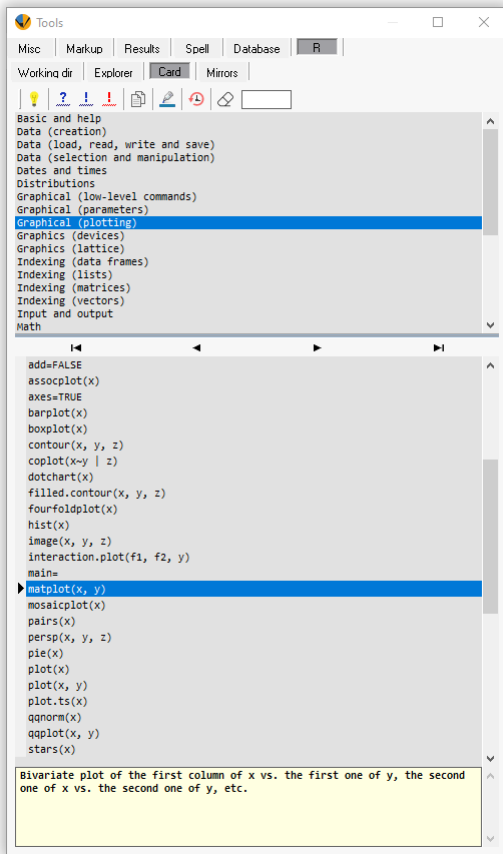 Tools
Misc Markup Results Spell Database R
Working dir Explorer Card Mirrors
Basic and help
Data (creation)
Data (load, read, write and save)
Data (selection and manipulation)
Dates and times
Distributions
Graphical (low-level commands)
Graphical (parameters)
Graphical (plotting)
Graphics (devices)
Graphics (lattice)
Indexing (data frames)
Indexing (lists)
Indexing (matrices)
Indexing (vectors)
Input and output
Math
add=FALSE
assocplot(x)
axes=TRUE
barplot(x)
boxplot(x)
contour(x, y, z)
coplot(x~y | z)
dotchart(x)
filled.contour(x, y, z)
fourfoldplot(x)
hist(x)
image(x, y, z)
interaction.plot(f1, f2, y)
main=
matplot(x, y)
mosaicplot(x)
pairs(x)
persp(x, y, z)
pie(x)
plot(x)
plot(x, y)
plot.ts(x)
qqnorm(x)
qqplot(x, y)
stars(x)
Bivariate plot of the first column of x vs. the first one of y, the second
one of x vs. the second one of y, etc.